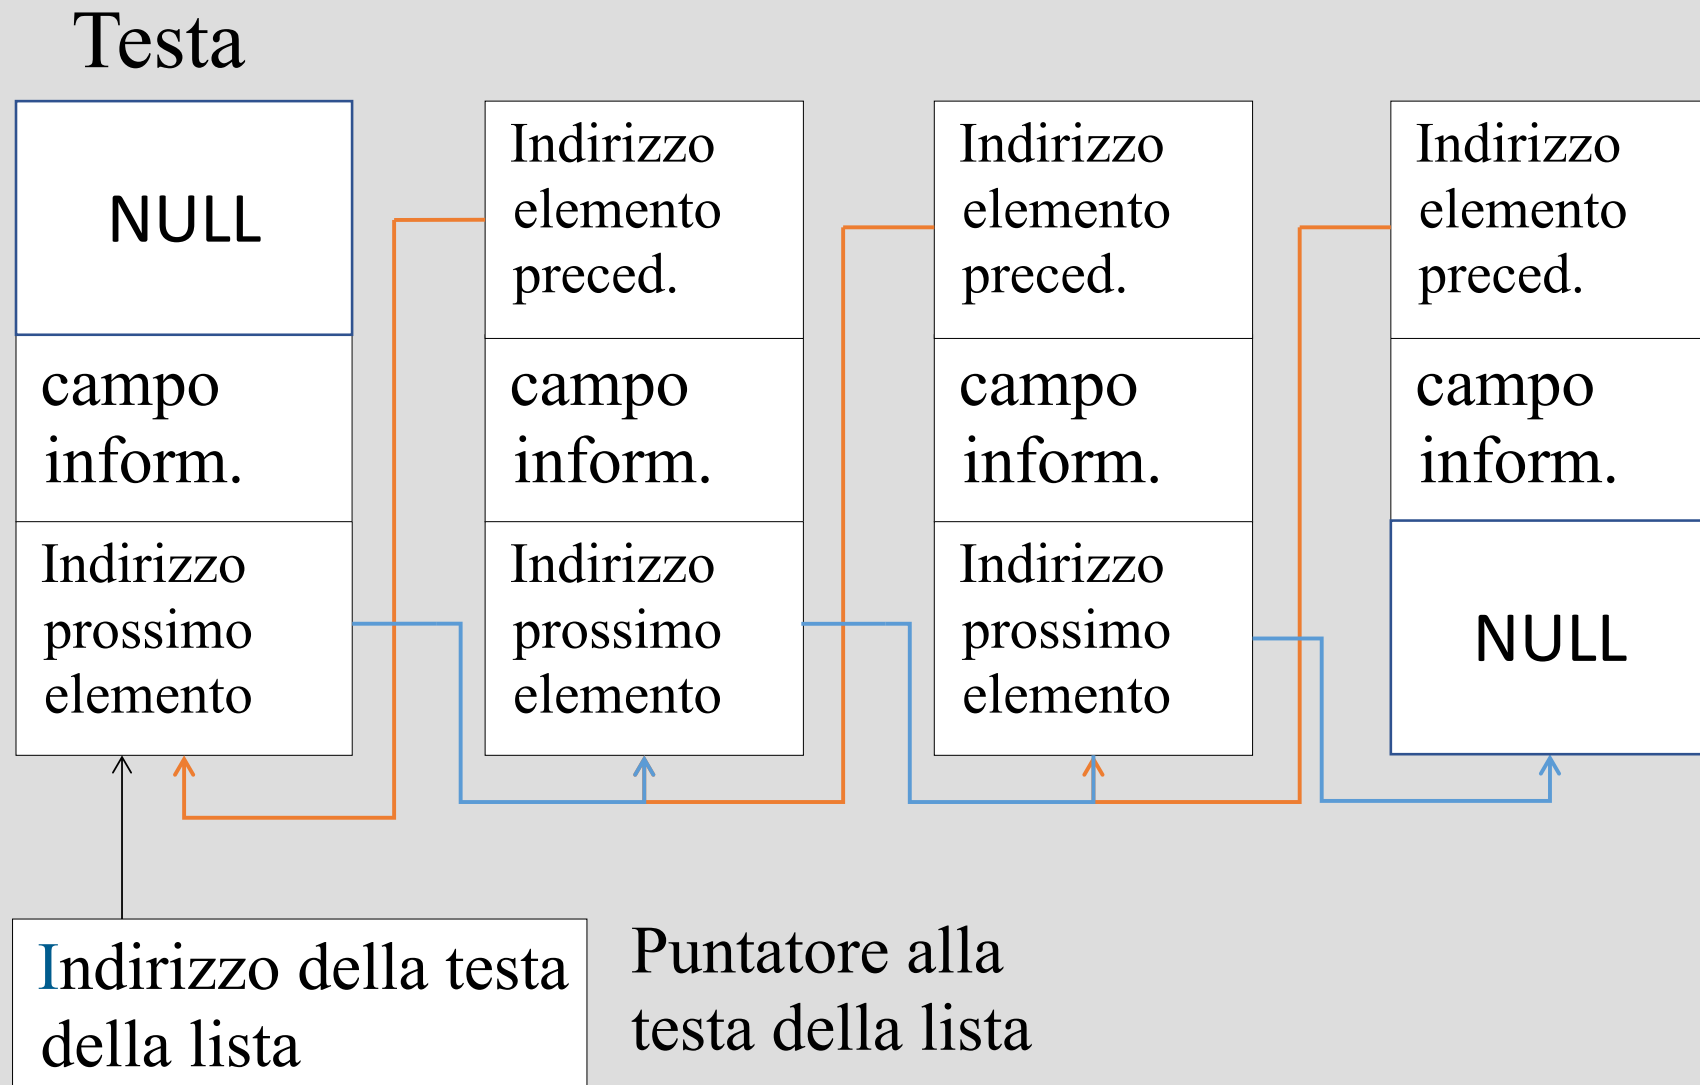 Testa
NULL
campo
inform.
Indirizzo
prossimo
elemento
Indirizzo
elemento
preced.
campo
inform.
Indirizzo
prossimo
elemento
Indirizzo
elemento
preced.
campo
inform.
Indirizzo
prossimo
elemento
Indirizzo
elemento
preced.
campo
inform.
NULL
Indirizzo della testa
della lista
Puntatore alla
testa della lista